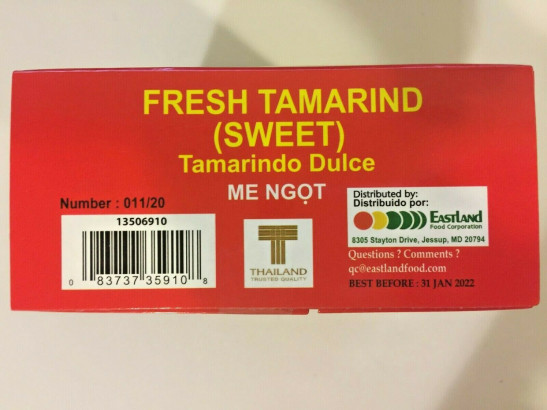 FRESH TAMARIND
(SWEET)
Tamarindo Dulce
ME NGỌT
Number : 011/20
13506910
0 83737 35910 8
THAILAND
TRUSTED QUALITY
Distributed by:
Distribuido por:
EASTLAND
Food Corporation
8305 Stayton Drive, Jessup, MD 20794
Questions ? Comments ?
qc@eastlandfood.com
BEST BEFORE : 31 JAN 2022